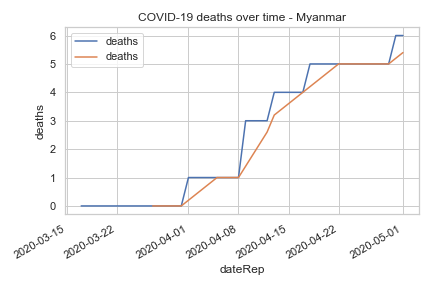 COVID-19 deaths over time - Myanmar
deaths
deaths
6
5
4
3
2
1
0
deaths
2020-03-15
2020-03-22
2020-04-01
2020-04-08
2020-04-15
2020-04-22
2020-05-01
dateRep